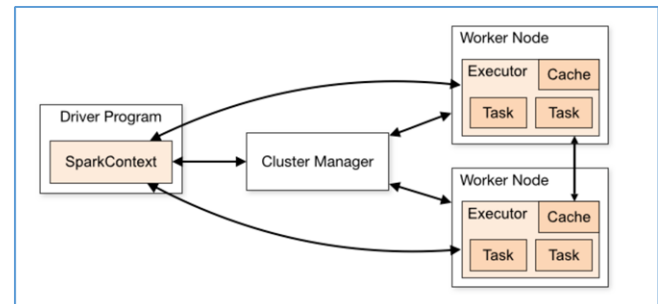 Driver Program
SparkContext
Cluster Manager
Worker Node
Executor
Cache
Task
Task
Worker Node
Executor
Cache
Task
Task